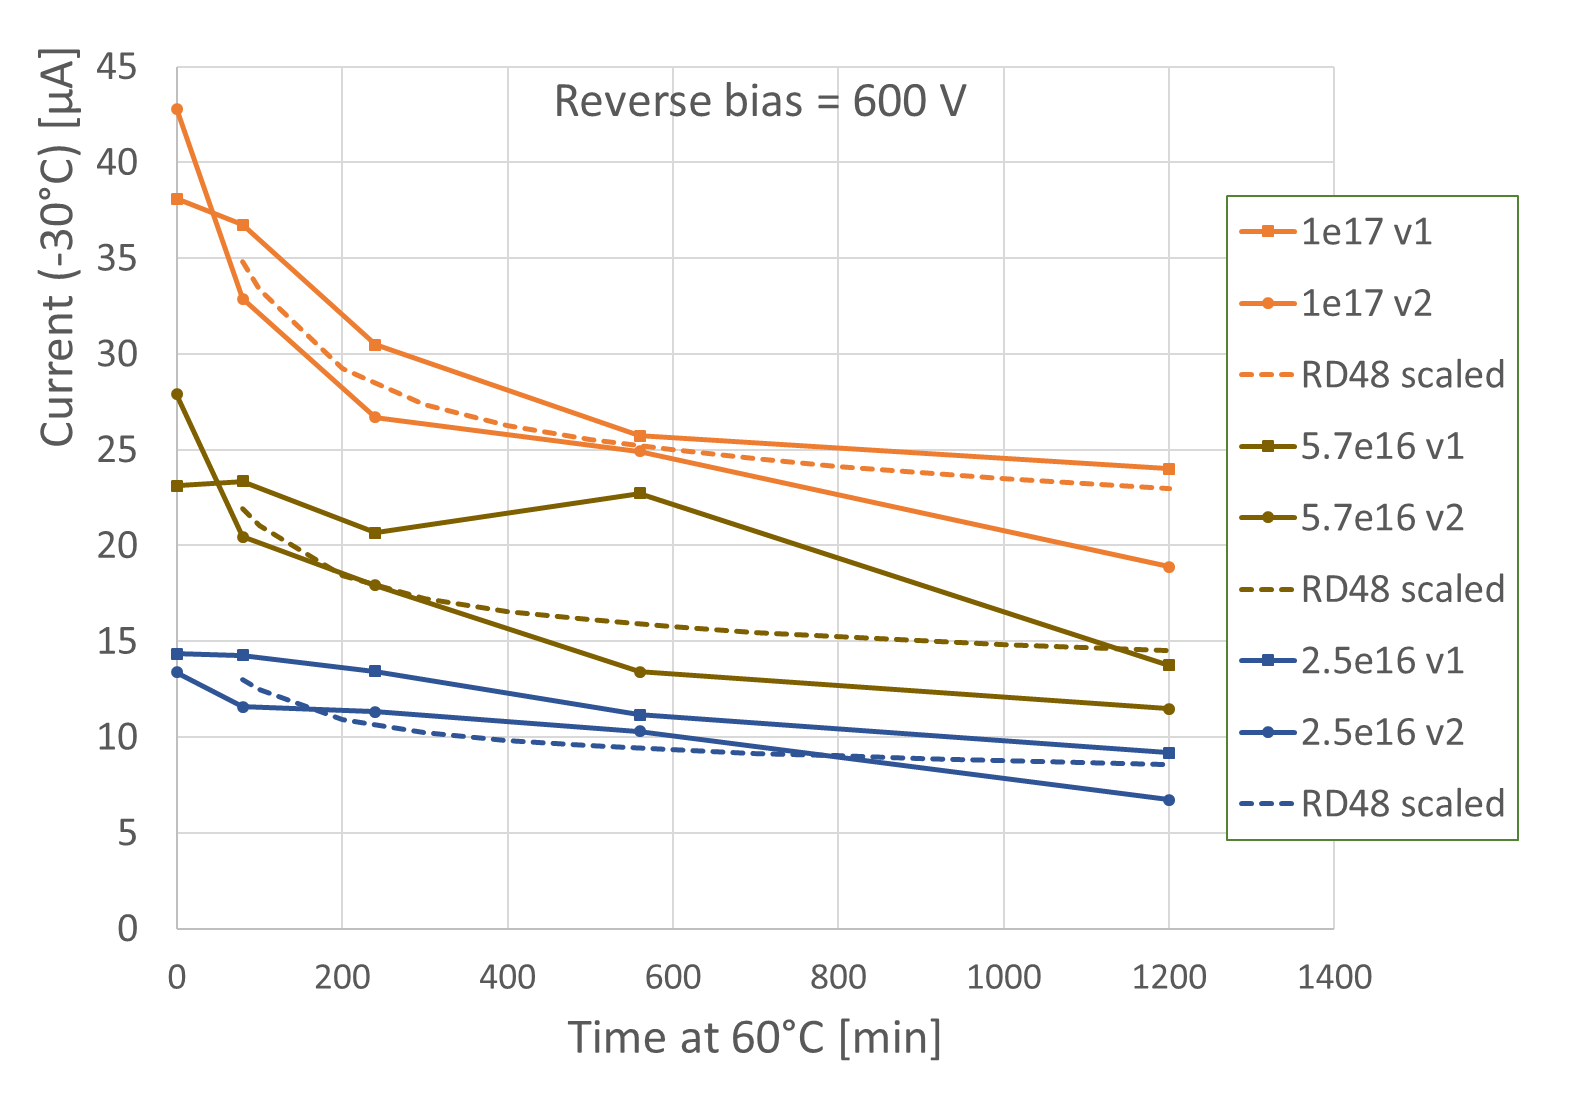 Reverse bias = 600 V
Current (-30°C) [µA]
45
40
35
30
25
20
15
10
5
0
0 200 400 600 800 1000 1200 1400
Time at 60°C [min]
1e17 v1
1e17 v2
RD48 scaled
5.7e16 v1
5.7e16 v2
RD48 scaled
2.5e16 v1
2.5e16 v2
RD48 scaled